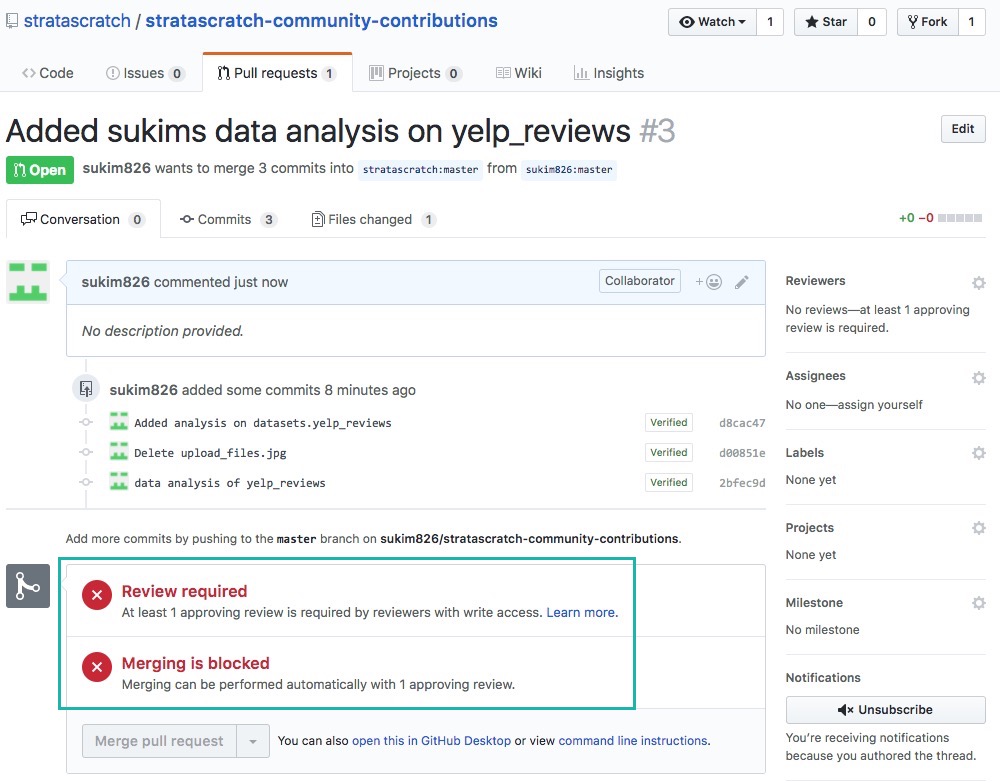 stratascratch / stratascratch-community-contributions
Watch 1 Star 0 Fork 1
Code Issues 0 Pull requests 1 Projects 0 Wiki Insights
Added sukims data analysis on yelp_reviews #3
Edit
Open sukim826 wants to merge 3 commits into stratascratch:master from sukim826:master
Conversation 0 Commits 3 Files changed 1
+0 −0
sukim826 commented just now
Collaborator
No description provided.
sukim826 added some commits 8 minutes ago
Added analysis on datasets.yelp_reviews Verified d8cac47
Delete upload_files.jpg Verified d00851e
data analysis of yelp_reviews Verified 2bfec9d
Add more commits by pushing to the master branch on sukim826/stratascratch-community-contributions.
Review required
At least 1 approving review is required by reviewers with write access. Learn more.
Merging is blocked
Merging can be performed automatically with 1 approving review.
Merge pull request
You can also open this in GitHub Desktop or view command line instructions.
Reviewers
No reviews—at least 1 approving
review is required.
Assignees
No one—assign yourself
Labels
None yet
Projects
None yet
Milestone
No milestone
Notifications
Unsubscribe
You're receiving notifications
because you authored the thread.